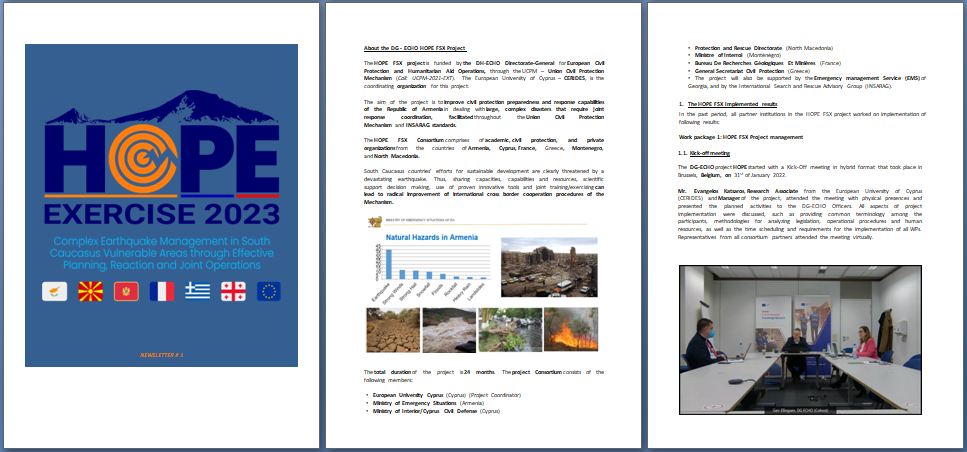 HOPE
EXERCISE 2023
Complex Earthquake Management in South
Caucasus Vulnerable Areas through Effective
Planning, Reaction and Joint Operations
NEWSLETTER # 1
About the DG - ECHO HOPE FSX Project
The HOPE FSX project is funded by the DH-ECHO Directorate-General for European Civil
Protection and Humanitarian Aid Operations, through the UCPM – Union Civil Protection
Mechanism (Call: UCPM-2021-EXT). The European University of Cyprus – CERIDES, is the
coordinating organization for this project.
The aim of the project is to improve civil protection preparedness and response capabilities
of the Republic of Armenia in dealing with large, complex disasters that require joint
response coordination, facilitated throughout the Union Civil Protection
Mechanism and INSARAG standards.
The HOPE FSX Consortium comprises of academic, civil protection, and private
organizations from the countries of Armenia, Cyprus, France, Greece, Montenegro,
and North Macedonia.
South Caucasus countries' efforts for sustainable development are clearly threatened by a
devastating earthquake. Thus, sharing capacities, capabilities and resources, scientific
support decision making, use of proven innovative tools and joint training/exercising can
lead to radical improvement of international cross border cooperation procedures of the
Mechanism.
MINISTRY OF EMERGENCY SITUATIONS OF RA
Natural Hazards in Armenia
Earthquake
Strong Winds
Strong Hail
Snowfall
Floods
Rockfall
Heavy Rain
Landslides
The total duration of the project is 24 months. The project Consortium consists of the
following members:
• European University Cyprus (Cyprus) (Project Coordinator)
• Ministry of Emergency Situations (Armenia)
• Ministry of Interior/Cyprus Civil Defense (Cyprus)
• Protection and Rescue Directorate (North Macedonia)
• Ministre of Interrol (Montenegro)
• Bureau De Recherches Géologiques Et Minières (France)
• General Secretariat Civil Protection (Greece)
• The project will also be supported by the Emergency management Service (EMS) of
Georgia, and by the International Search and Rescue Advisory Group (INSARAG).
1. The HOPE FSX Implemented results
In the past period, all partner institutions in the HOPE FSX project worked on implementation of
following results:
Work package 1: HOPE FSX Project management
1.1. Kick-off meeting
The DG-ECHO project HOPE started with a Kick-Off meeting in hybrid format that took place in
Brussels, Belgium, on 31st of January 2022.
Mr. Evangelos Katsaros, Research Associate from the European University of Cyprus
(CERIDES) and Manager of the project, attended the meeting with physical presences and
presented the planned activities to the DG-ECHO Officers. All aspects of project
implementation were discussed, such as providing common terminology among the
participants, methodologies for analyzing legislation, operational procedures and human
resources, as well as the time scheduling and requirements for the implementation of all WPs.
Representatives from all consortium partners attended the meeting virtually.